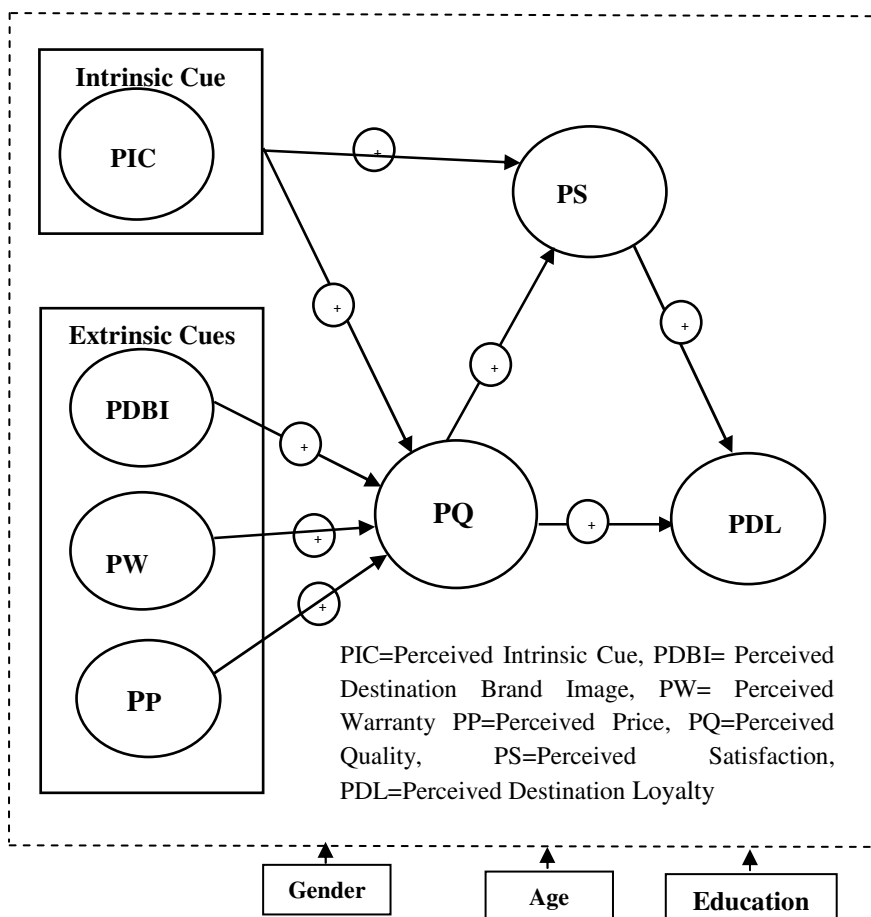 Intrinsic Cue
PIC
+
PS
+
Extrinsic Cues
+
+
PDBI
+
PQ
PW
+
+
PDL
PP
+
PIC=Perceived Intrinsic Cue, PDBI= Perceived
Destination Brand Image, PW= Perceived
Warranty PP=Perceived Price, PQ=Perceived
Quality, PS=Perceived Satisfaction,
PDL=Perceived Destination Loyalty
Gender
Age
Education